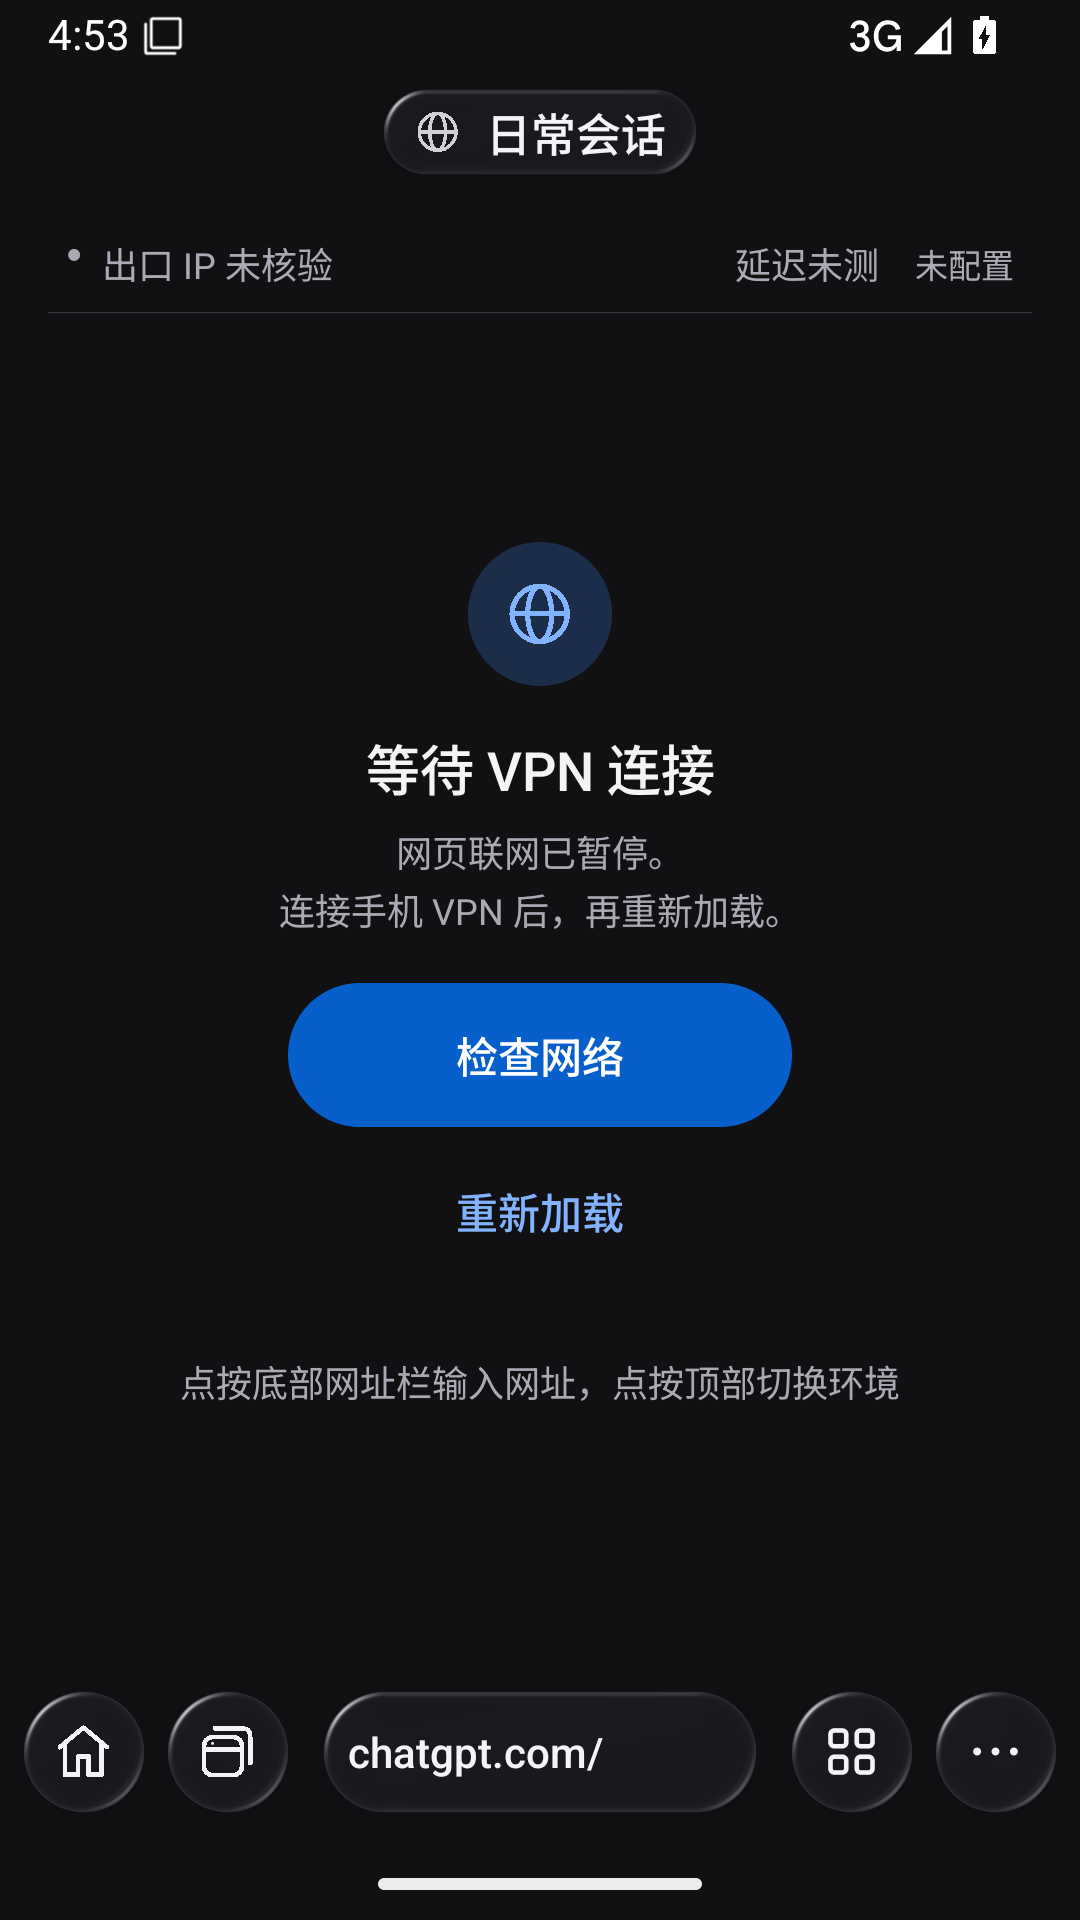 4:53 3G
日常会话
出口 IP 未核验 延迟未测 未配置
等待 VPN 连接
网页联网已暂停。
连接手机 VPN 后，再重新加载。
检查网络
重新加载
点按底部网址栏输入网址，点按顶部切换环境
chatgpt.com/